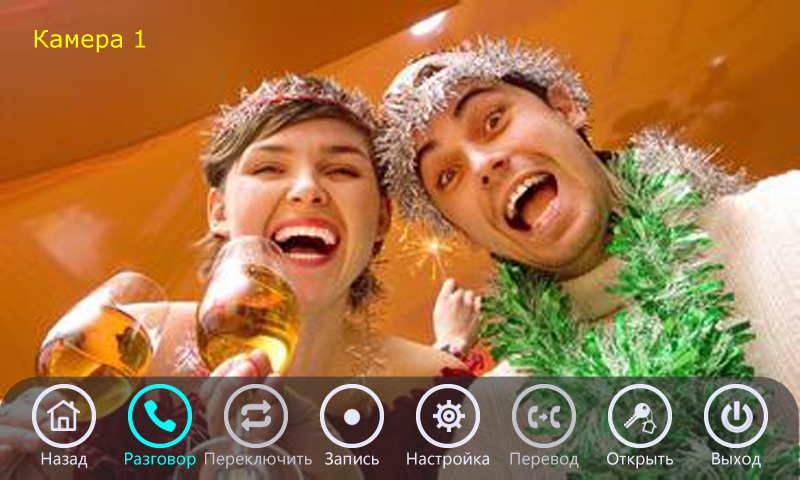 Камера 1
Назад Разговор Переключить Запись Настройка Перевод Открыть Выход